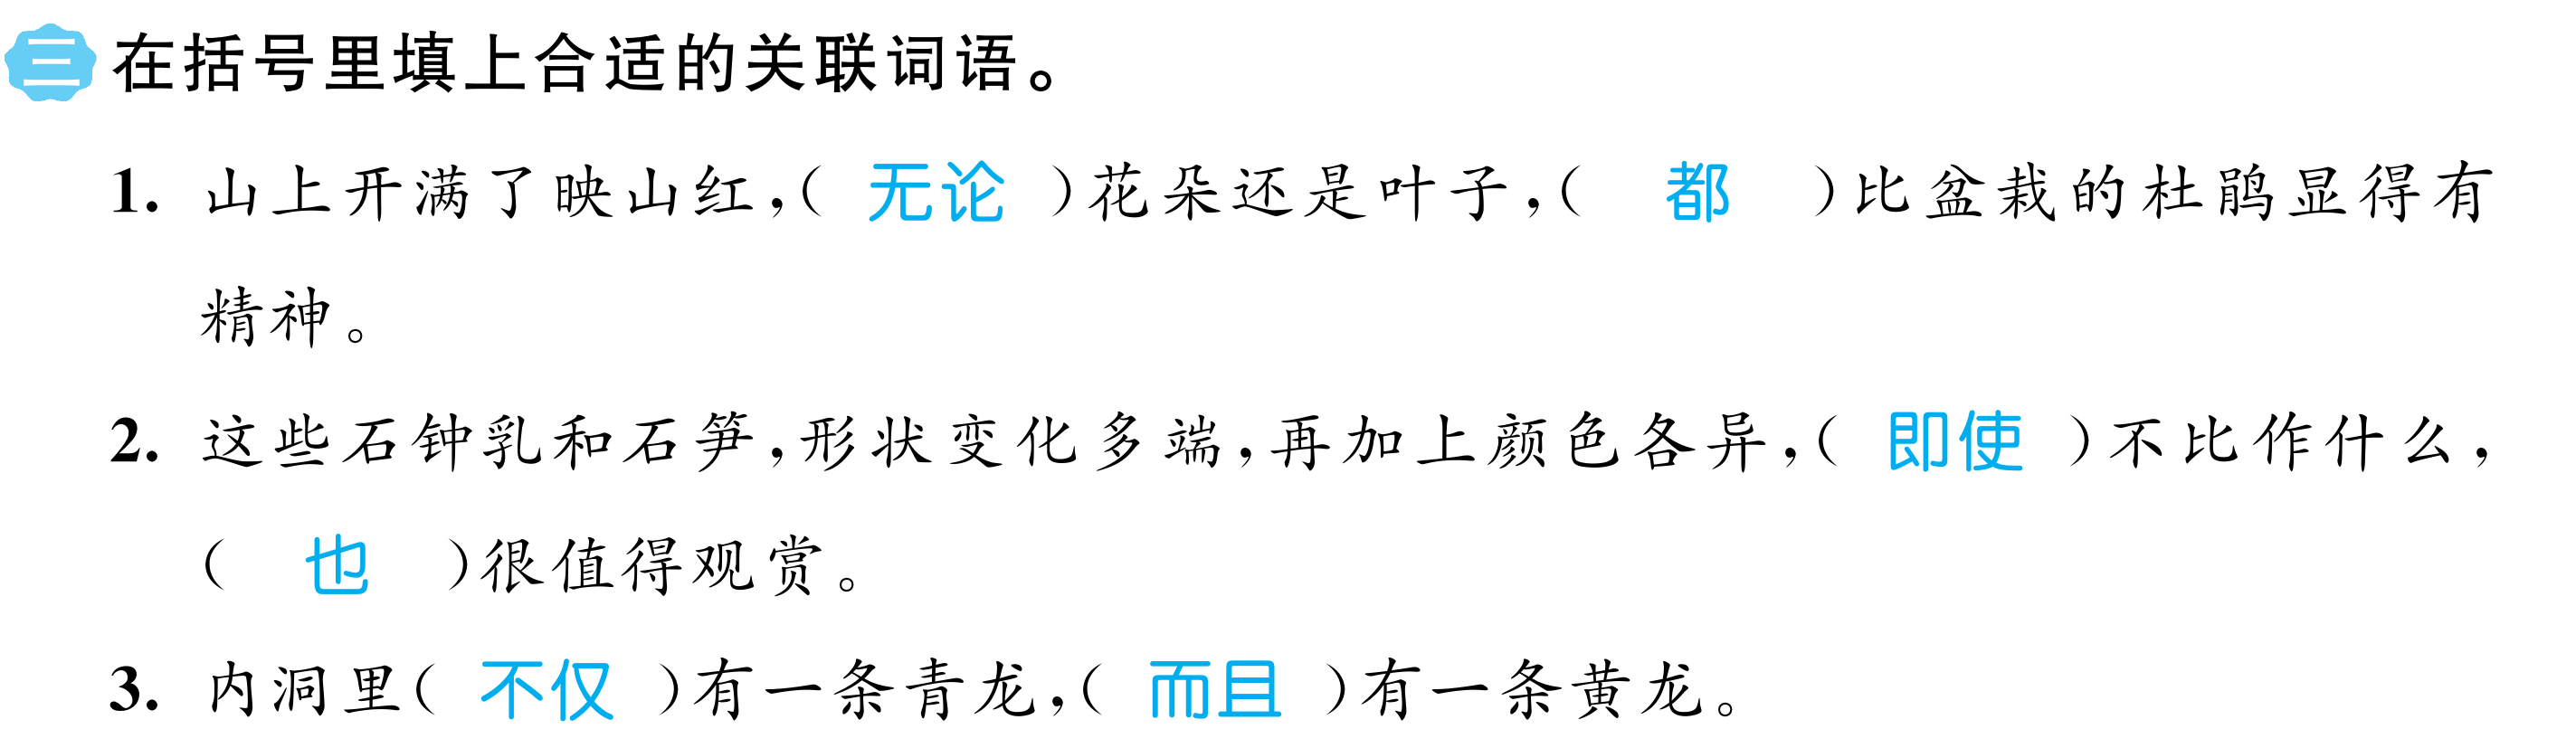 三 在括号里填上合适的关联词语。
1. 山上开满了映山红,( 无论 )花朵还是叶子,( 都 )比盆栽的杜鹃显得有
精神。
2. 这些石钟乳和石笋,形状变化多端,再加上颜色各异,( 即使 )不比作什么,
( 也 )很值得观赏。
3. 内洞里( 不仅 )有一条青龙,( 而且 )有一条黄龙。